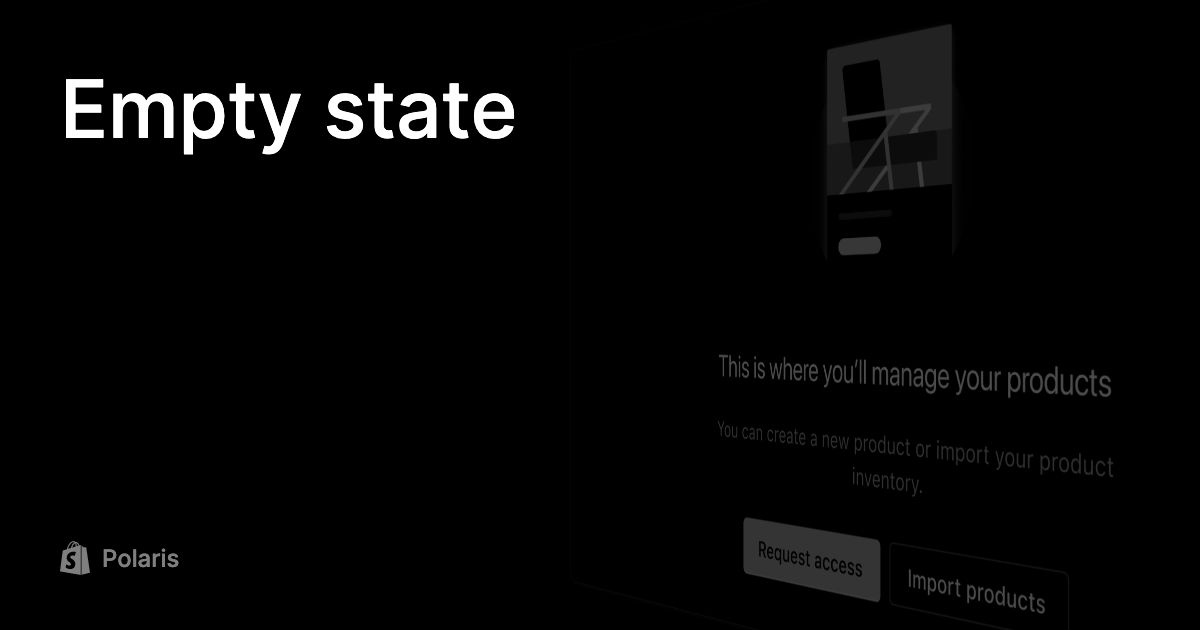 Empty state
This is where you'll manage your products
You can create a new product or import your product
inventory.
Request access
Import products
Polaris